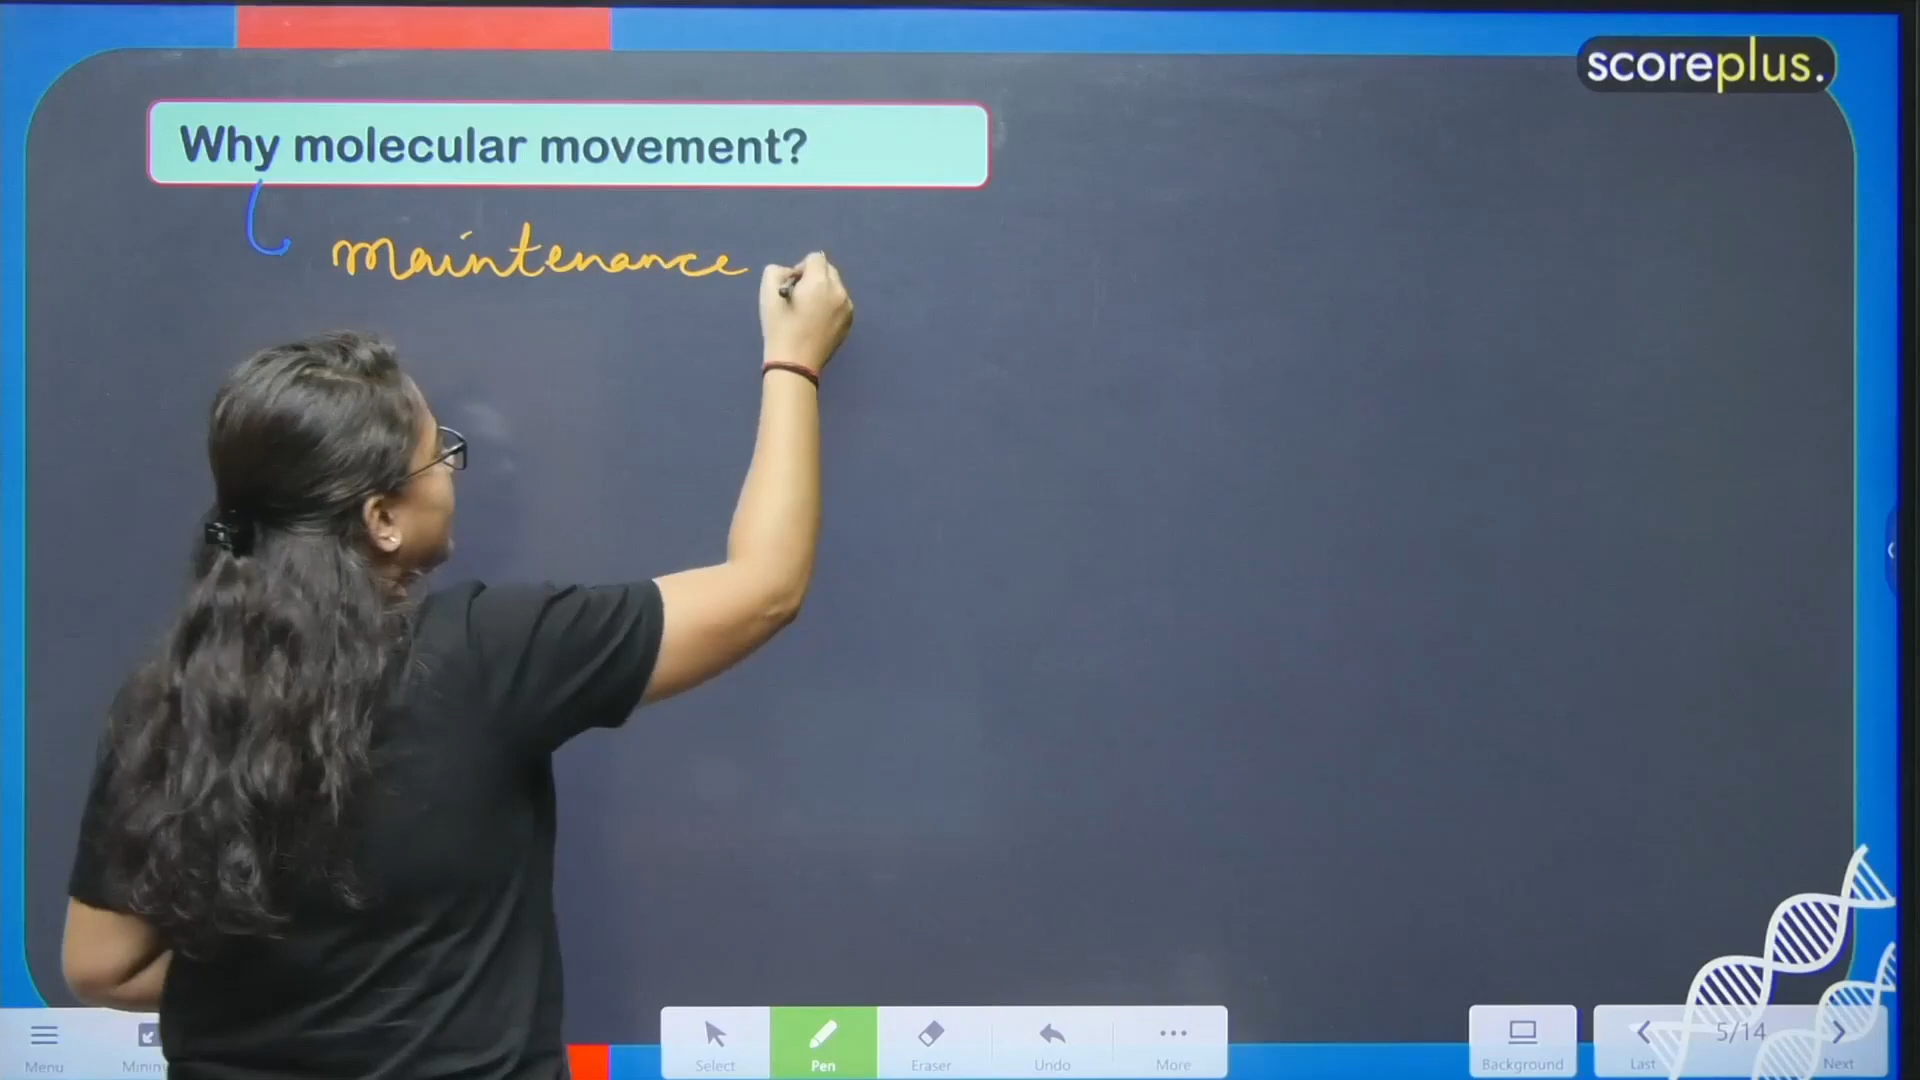 scoreplus.
Why molecular movement?
maintenance
Menu
Select
Pen
Eraser
Undo
More
Background
Last
5/14
Next